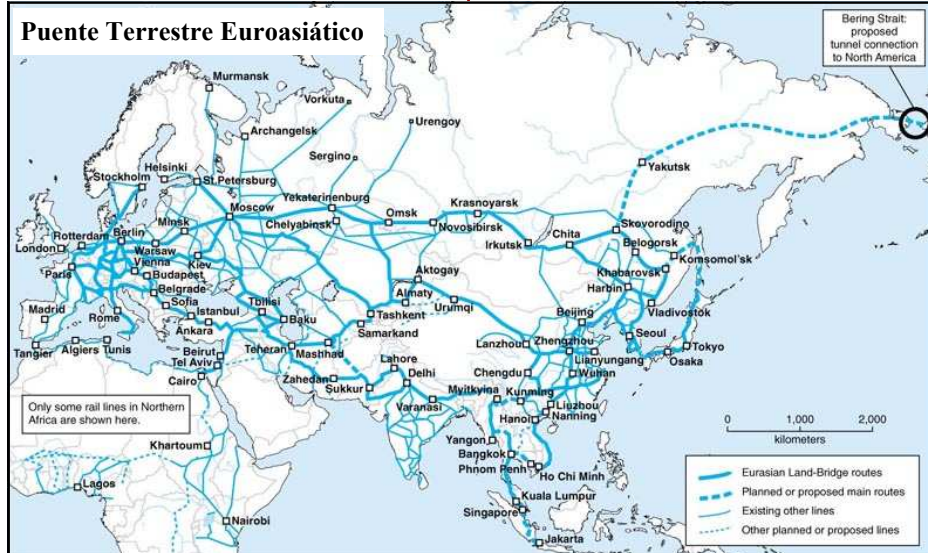 Puente Terrestre Euroasiático
Bering Strait:
proposed
tunnel connection
to North America
Murmansk
Vorkuta
Urengoy
Archangelsk
Sergino
Yakutsk
Helsinki
Stockholm
St.Petersburg
Yekaterinenburg
Krasnoyarsk
Moscow
Omsk
Skovorodino
Minsk
Chelyabinsk
Novosibirsk
Chita
Rotterdam
Berlin
Irkutsk
Belogorsk
London
Warsaw
Komsomol'sk
Vienna
Kiev
Aktogay
Khabarovsk
Paris
Budapest
Harbin
Belgrade
Almaty
Urumqi
Sofia
Tbilisi
Vladivostok
Madrid
Rome
Istanbul
Tashkent
Beijing
Ankara
Baku
Samarkand
Seoul
Tokyo
Lanzhou
Zhengzhou
Tangier
Algiers
Tunis
Beirut
Teheran
Mashhad
Lahore
Lianyungang
Osaka
Tel Aviv
Chengdu
Wuhan
Cairo
Zahedan
Delhi
Sukkur
Myitkyina
Kunming
Varanasi
Liuzhou
Hanoi
Nanning
Only some rail lines in Northern
Africa are shown here.
0 1,000 2,000
kilometers
Khartoum
Yangon
Bangkok
Phnom Penh
Ho Chi Minh
Lagos
Kuala Lumpur
Singapore
Nairobi
Jakarta
Eurasian Land-Bridge routes
Planned or proposed main routes
Existing other lines
Other planned or proposed lines